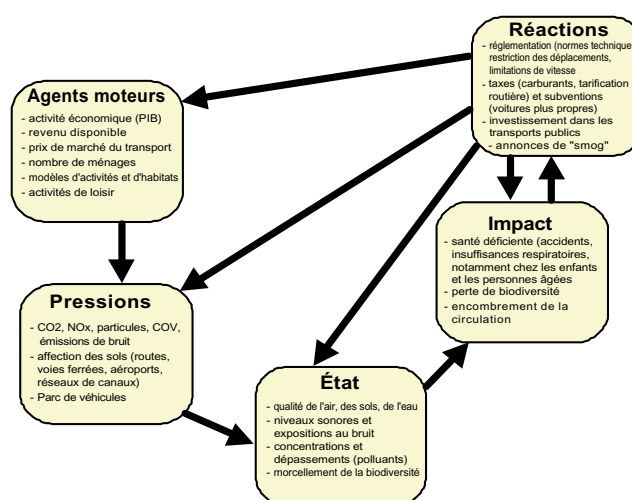 Réactions
- réglementation (normes technique
restriction des déplacements,
limitations de vitesse
- taxes (carburants, tarification
routière) et subventions
(voitures plus propres)
- investissement dans les
transports publics
- annonces de "smog"
Agents moteurs
- activité économique (PIB)
- revenu disponible
- prix de marché du transport
- nombre de ménages
- modèles d'activités et d'habitats
- activités de loisir
Impact
- santé déficiente (accidents,
insuffisances respiratoires,
notamment chez les enfants
et les personnes âgées
- perte de biodiversité
- encombrement de la
circulation
Pressions
- CO2, NOx, particules, COV,
émissions de bruit
- affection des sols (routes,
voies ferrées, aéroports,
réseaux de canaux)
- Parc de véhicules
État
- qualité de l'air, des sols, de l'eau
- niveaux sonores et
expositions au bruit
- concentrations et
dépassements (polluants)
- morcellement de la biodiversité